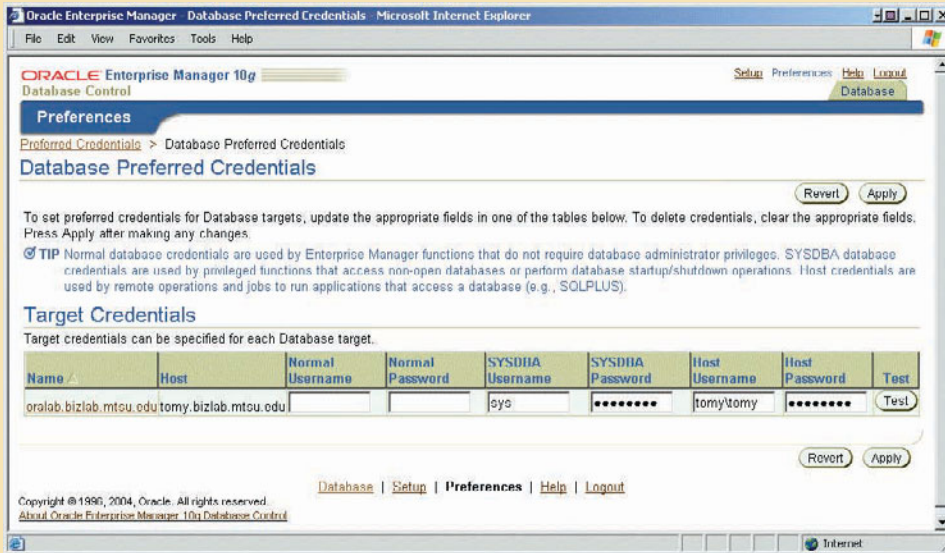 Oracle Enterprise Manager - Database Preferred Credentials - Microsoft Internet Explorer
File Edit View Favorites Tools Help
ORACLE Enterprise Manager 10g
Database Control
Setup Preferences Help Logout
Database
Preferences
Preferred Credentials > Database Preferred Credentials
Database Preferred Credentials
Revert Apply
To set preferred credentials for Database targets, update the appropriate fields in one of the tables below. To delete credentials, clear the appropriate fields.
Press Apply after making any changes.
TIP Normal database credentials are used by Enterprise Manager functions that do not require database administrator privileges. SYSDBA database
credentials are used by privileged functions that access non-open databases or perform database startup/shutdown operations. Host credentials are
used by remote operations and jobs to run applications that access a database (e.g., SQLPLUS).
Target Credentials
Target credentials can be specified for each Database target.
Name Host Normal Username Normal Password SYSDBA Username SYSDBA Password Host Username Host Password Test
oralab.bizlab.mtsu.edu tomy.bizlab.mtsu.edu sys •••••••• tomy\tomy •••••••• Test
Revert Apply
Database | Setup | Preferences | Help | Logout
Copyright © 1996, 2004, Oracle. All rights reserved.
About Oracle Enterprise Manager 10g Database Control
Internet